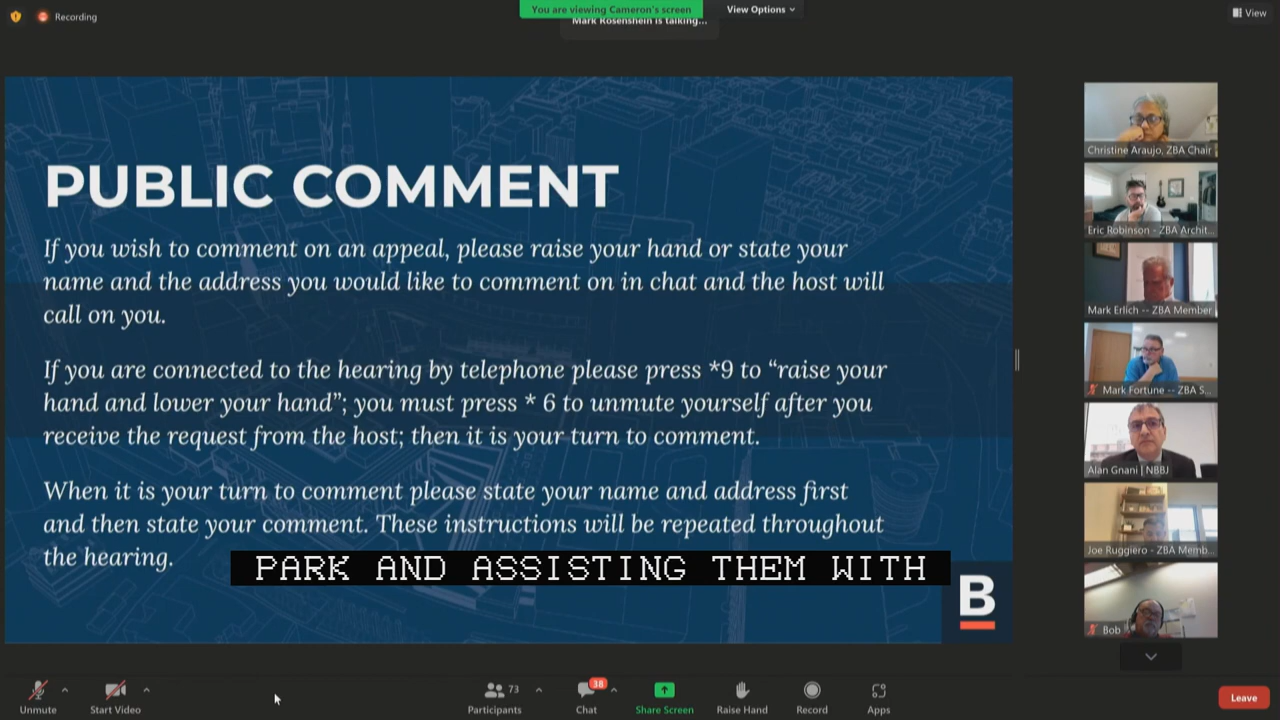 Recording
You are viewing Cameron's screen
View Options
View
Mark Rosenshein is talking...
PUBLIC COMMENT
If you wish to comment on an appeal, please raise your hand or state your
name and the address you would like to comment on in chat and the host will
call on you.
If you are connected to the hearing by telephone please press *9 to “raise your
hand and lower your hand”; you must press * 6 to unmute yourself after you
receive the request from the host; then it is your turn to comment.
When it is your turn to comment please state your name and address first
and then state your comment. These instructions will be repeated throughout
the hearing.
PARK AND ASSISTING THEM WITH
B
Christine Araujo, ZBA Chair
Eric Robinson - ZBA Archit...
Mark Erlich -- ZBA Member
Mark Fortune -- ZBA S...
Alan Gnani | NBBJ
Joe Ruggiero - ZBA Memb...
Bob
Unmute
Start Video
73
Participants
38
Chat
Share Screen
Raise Hand
Record
Apps
Leave